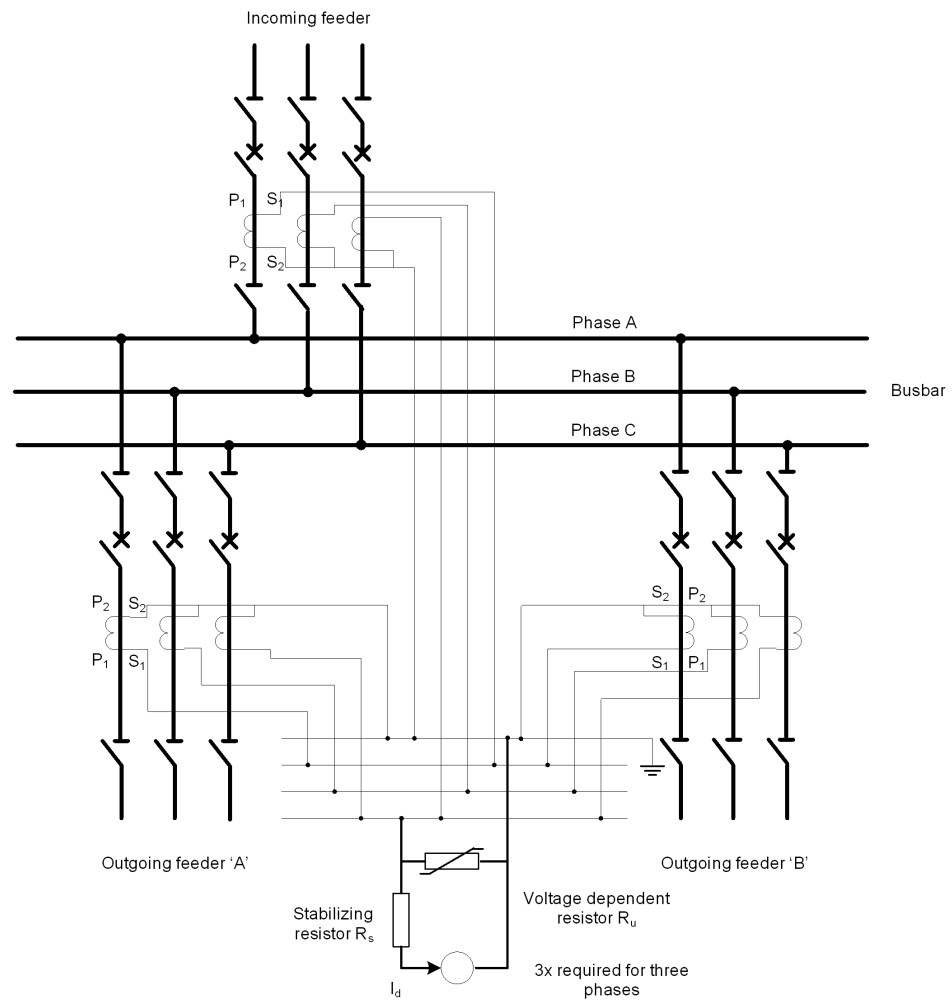 Incoming feeder
P1 S1
P2 S2
Phase A
Phase B
Busbar
Phase C
P2 S2
S2 P2
P1 S1
S1 P1
Outgoing feeder ‘A’
Outgoing feeder ‘B’
Voltage dependent
resistor Ru
Stabilizing
resistor Rs
3x required for three
phases
Id